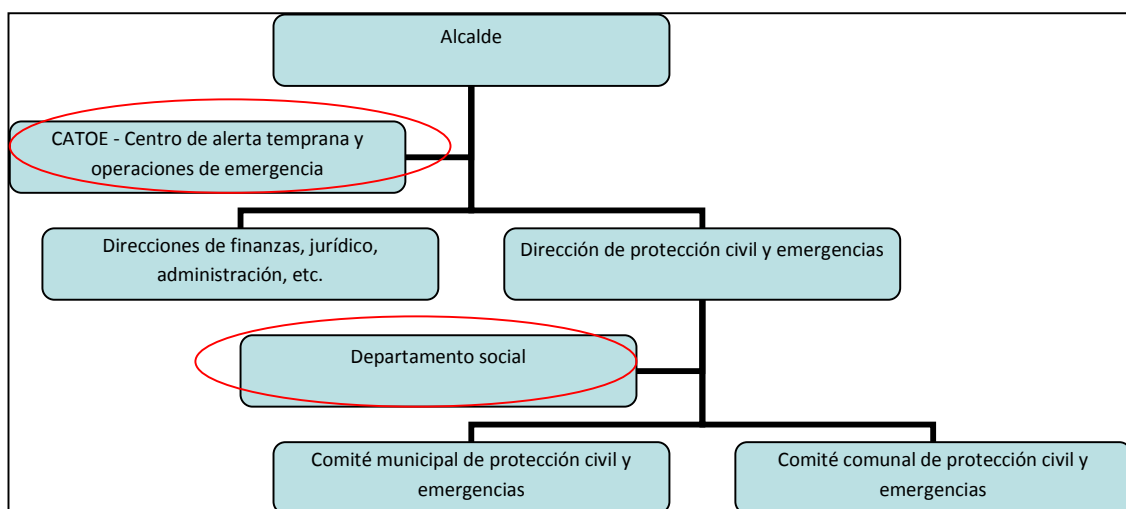 Alcalde
CATOE - Centro de alerta temprana y
operaciones de emergencia
Direcciones de finanzas, jurídico,
administración, etc.
Dirección de protección civil y emergencias
Departamento social
Comité municipal de protección civil y
emergencias
Comité comunal de protección civil y
emergencias